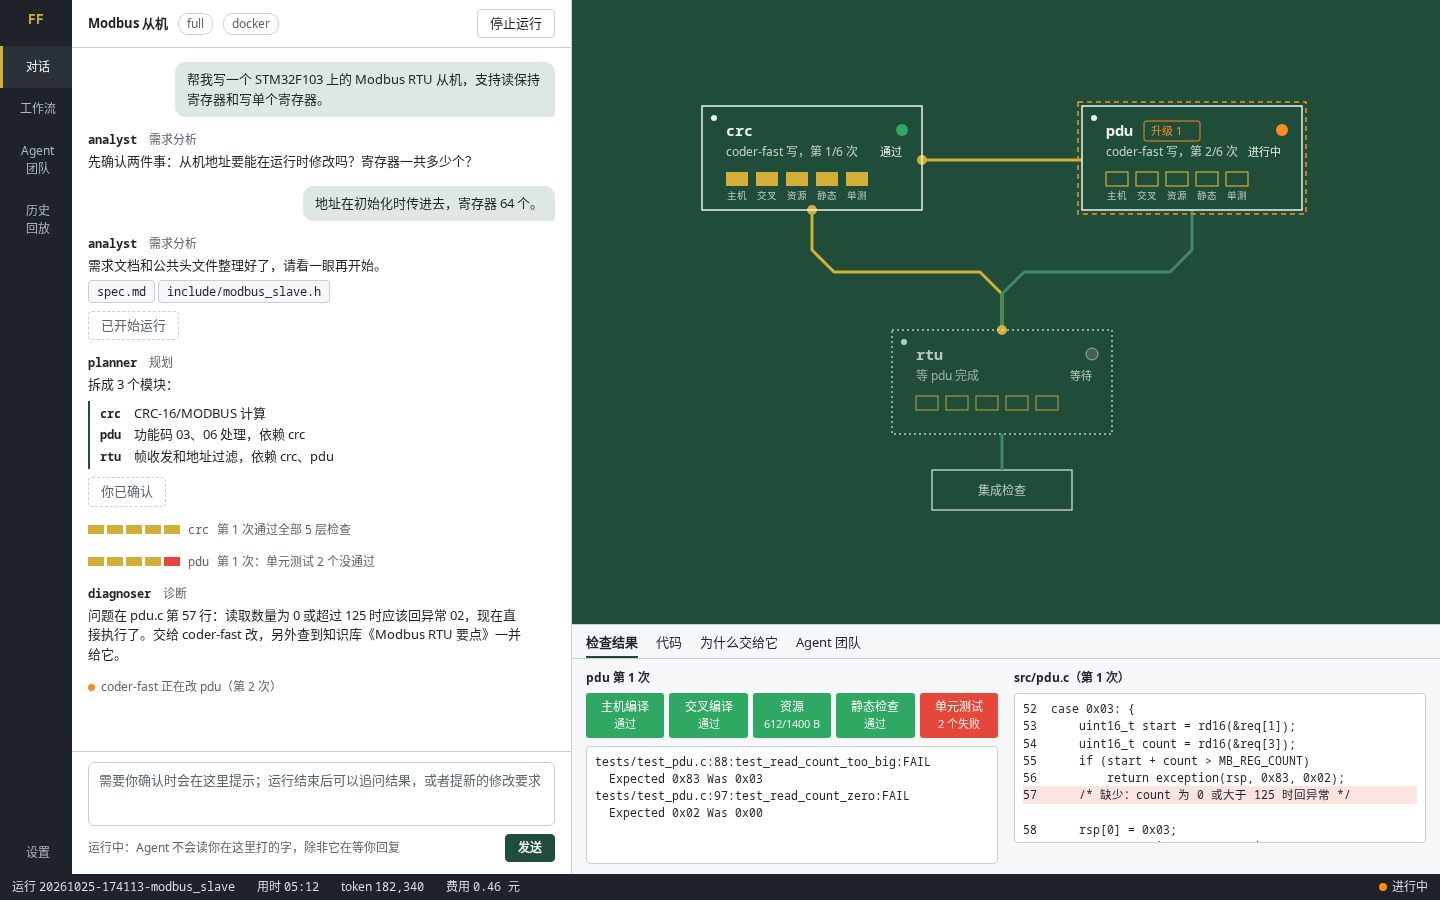 FF
对话
工作流
Agent
团队
历史
回放
设置
Modbus 从机 full docker 停止运行
帮我写一个 STM32F103 上的 Modbus RTU 从机，支持读保持
寄存器和写单个寄存器。
analyst 需求分析
先确认两件事：从机地址要能在运行时修改吗？寄存器一共多少个？
地址在初始化时传进去，寄存器 64 个。
analyst 需求分析
需求文档和公共头文件整理好了，请看一眼再开始。
spec.md include/modbus_slave.h
已开始运行
planner 规划
拆成 3 个模块：
crc CRC-16/MODBUS 计算
pdu 功能码 03、06 处理，依赖 crc
rtu 帧收发和地址过滤，依赖 crc、pdu
你已确认
crc 第 1 次通过全部 5 层检查
pdu 第 1 次：单元测试 2 个没通过
diagnoser 诊断
问题在 pdu.c 第 57 行：读取数量为 0 或超过 125 时应该回异常 02，现在直
接执行了。交给 coder-fast 改，另外查到知识库《Modbus RTU 要点》一并
给它。
coder-fast 正在改 pdu（第 2 次）
需要你确认时会在这里提示；运行结束后可以追问结果，或者提新的修改要求
运行中：Agent 不会读你在这里打的字，除非它在等你回复
发送
crc
coder-fast 写，第 1/6 次 通过
主机 交叉 资源 静态 单测
pdu 升级 1
coder-fast 写，第 2/6 次 进行中
主机 交叉 资源 静态 单测
rtu
等 pdu 完成 等待
集成检查
检查结果 代码 为什么交给它 Agent 团队
pdu 第 1 次
主机编译 交叉编译 资源 静态检查 单元测试
通过 通过 612/1400 B 通过 2 个失败
tests/test_pdu.c:88:test_read_count_too_big:FAIL
Expected 0x83 Was 0x03
tests/test_pdu.c:97:test_read_count_zero:FAIL
Expected 0x02 Was 0x00
src/pdu.c（第 1 次）
52 case 0x03: {
53 uint16_t start = rd16(&req[1]);
54 uint16_t count = rd16(&req[3]);
55 if (start + count > MB_REG_COUNT)
56 return exception(rsp, 0x83, 0x02);
57 /* 缺少：count 为 0 或大于 125 时回异常 */
58 rsp[0] = 0x03;
运行 20261025-174113-modbus_slave 用时 05:12 token 182,340 费用 0.46 元
进行中